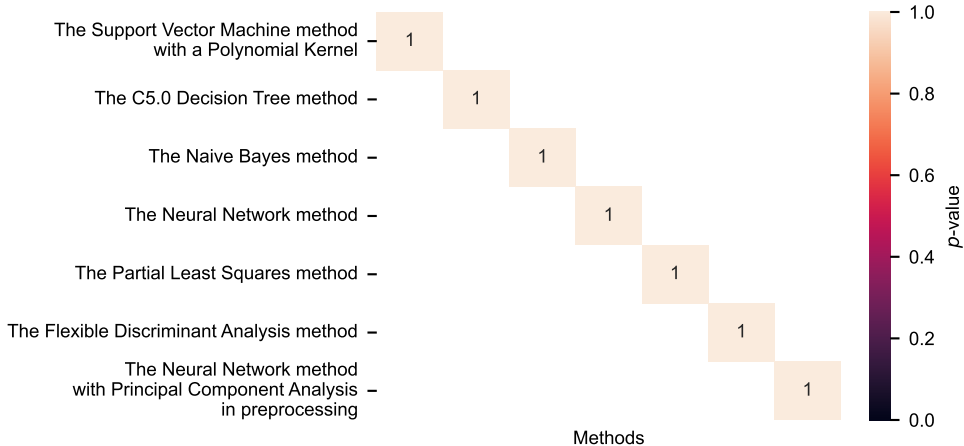 The Support Vector Machine method
with a Polynomial Kernel
1
The C5.0 Decision Tree method
1
The Naive Bayes method
1
The Neural Network method
1
The Partial Least Squares method
1
The Flexible Discriminant Analysis method
1
The Neural Network method
with Principal Component Analysis
in preprocessing
1
Methods
1.0
0.8
0.6
0.4
0.2
0.0
p-value